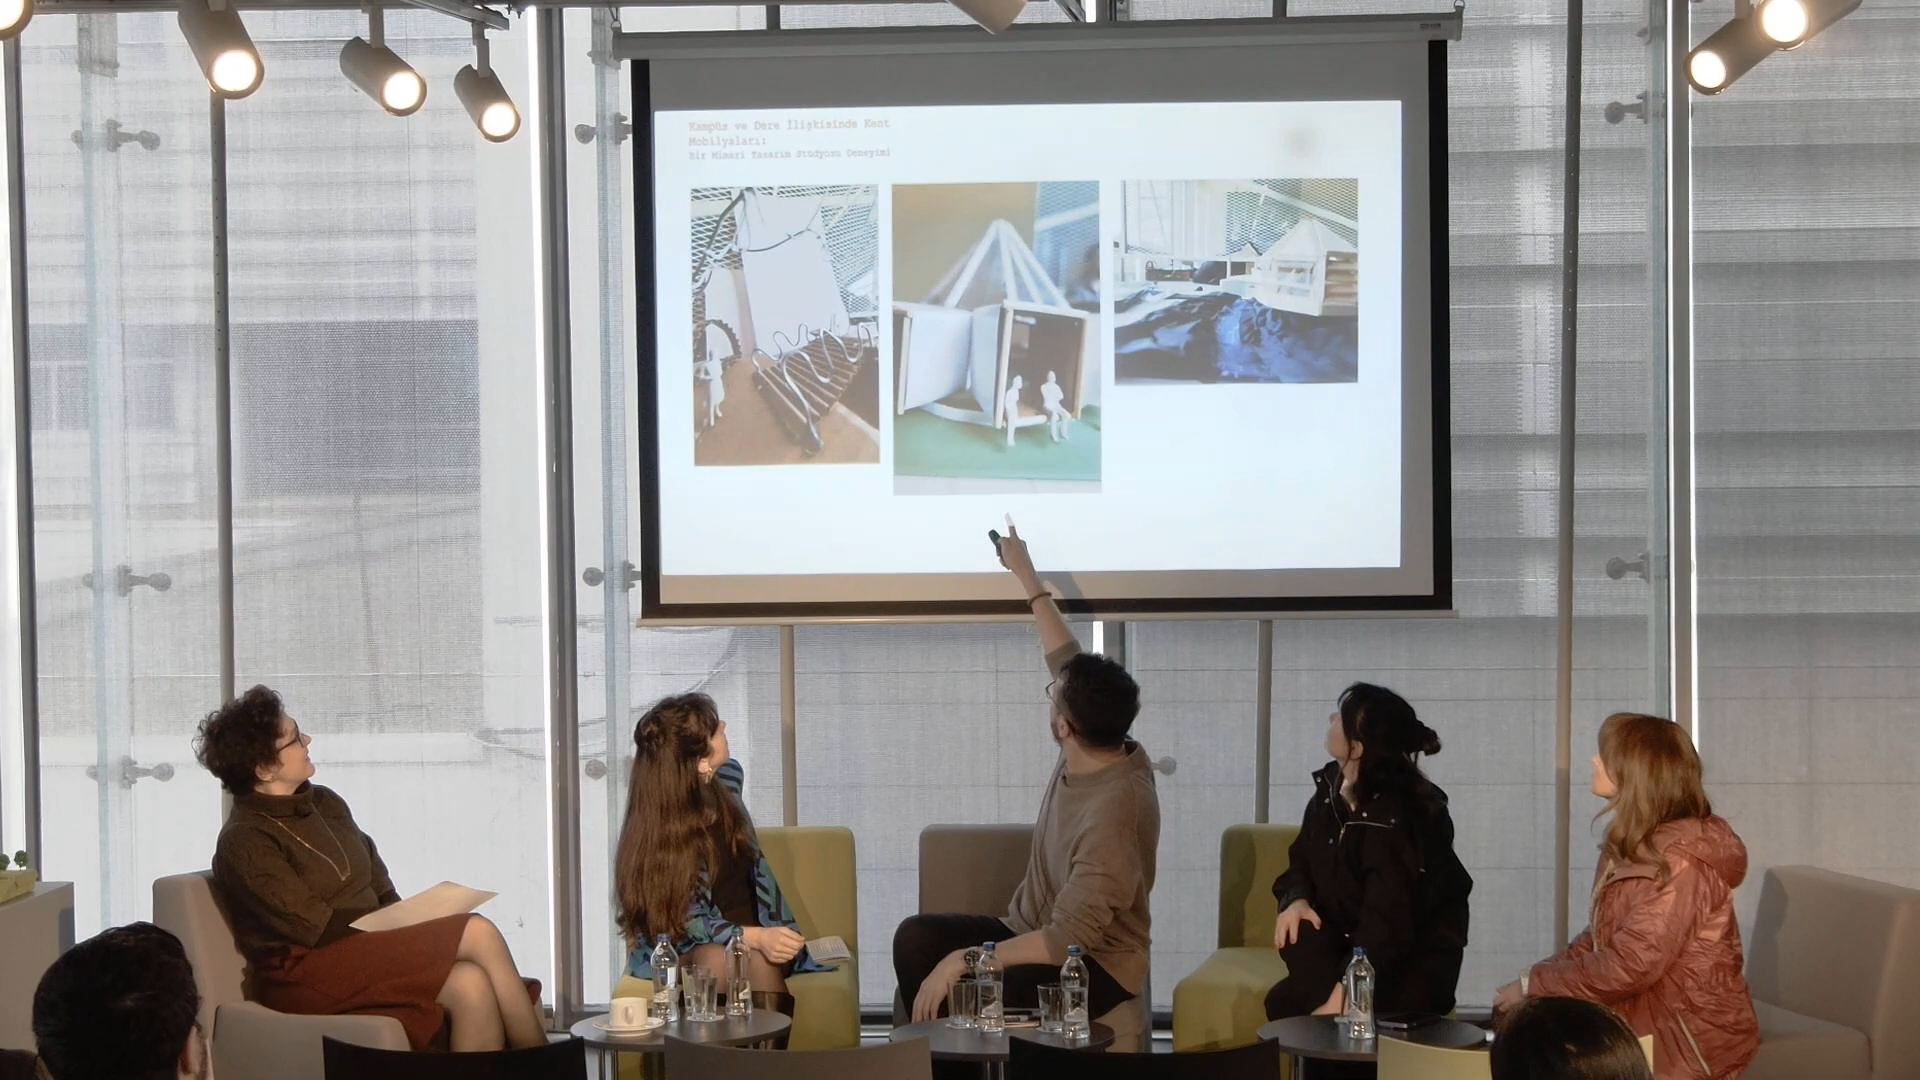 Kampüs ve Dere İlişkisinde Kent
Mobilyaları:
Bir Mimari Tasarım Stüdyosu Deneyimi